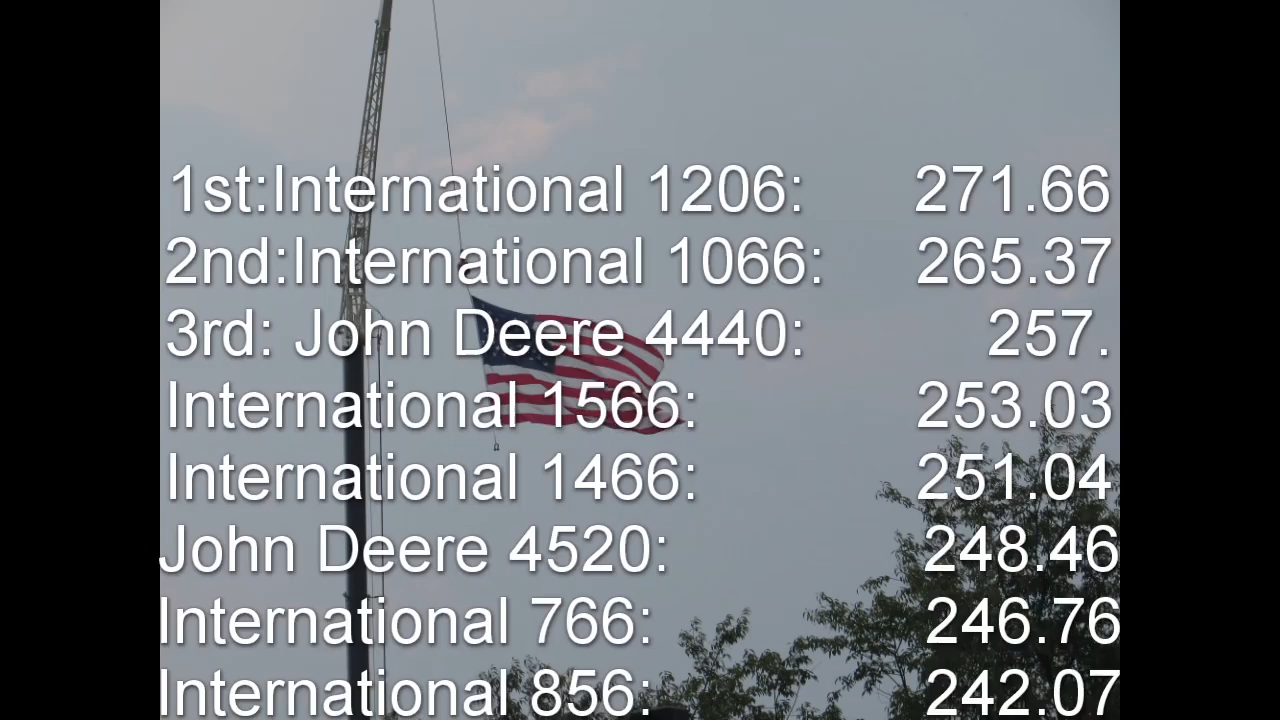 1st:International 1206: 271.66
2nd:International 1066: 265.37
3rd: John Deere 4440: 257.
International 1566: 253.03
International 1466: 251.04
John Deere 4520: 248.46
International 766: 246.76
International 856: 242.07